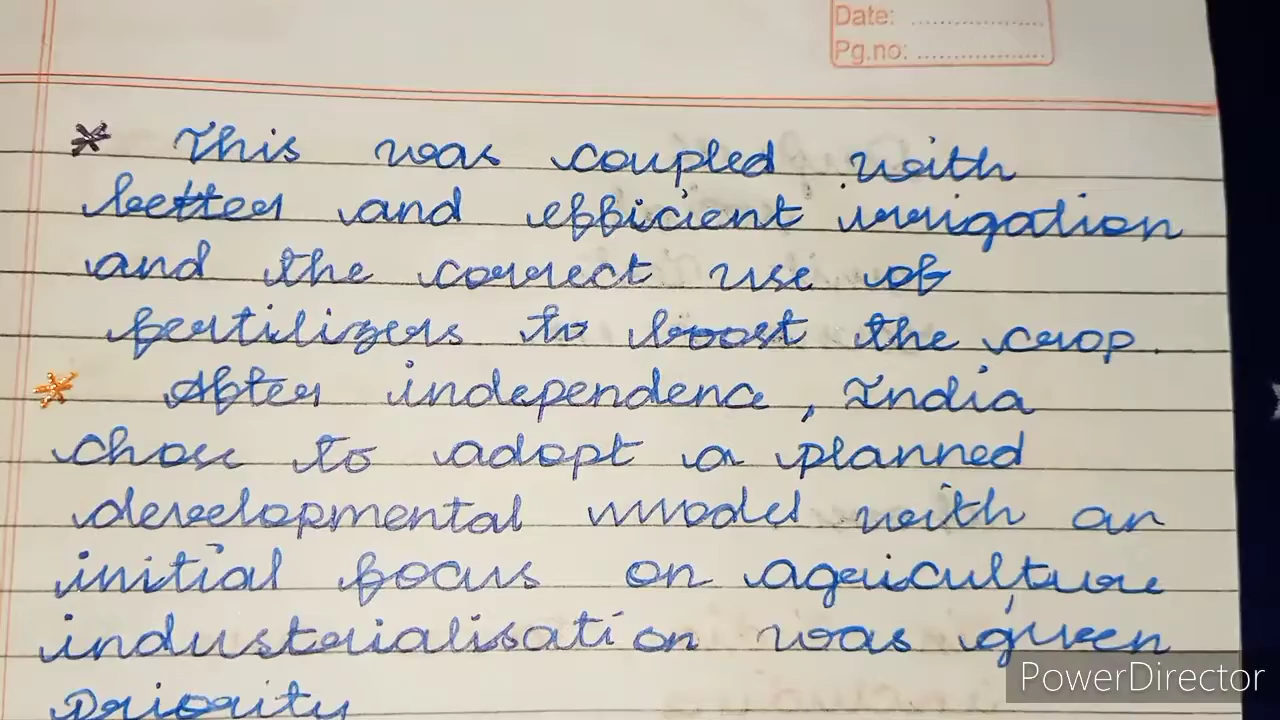 Date: ....................
Pg.no: ....................
* This was coupled with
better and efficient irrigation
and the correct use of
fertilizers to boost the crop.
* After independence, India
chose to adopt a planned
developmental model with an
initial focus on agriculture
industrialisation was given
priority
PowerDirector